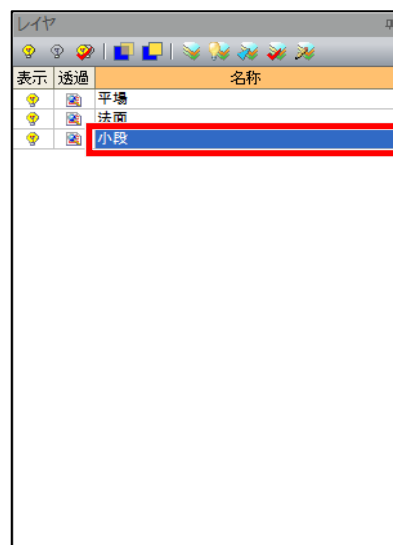 レイヤ
表示 透過 名称
平場
法面
小段